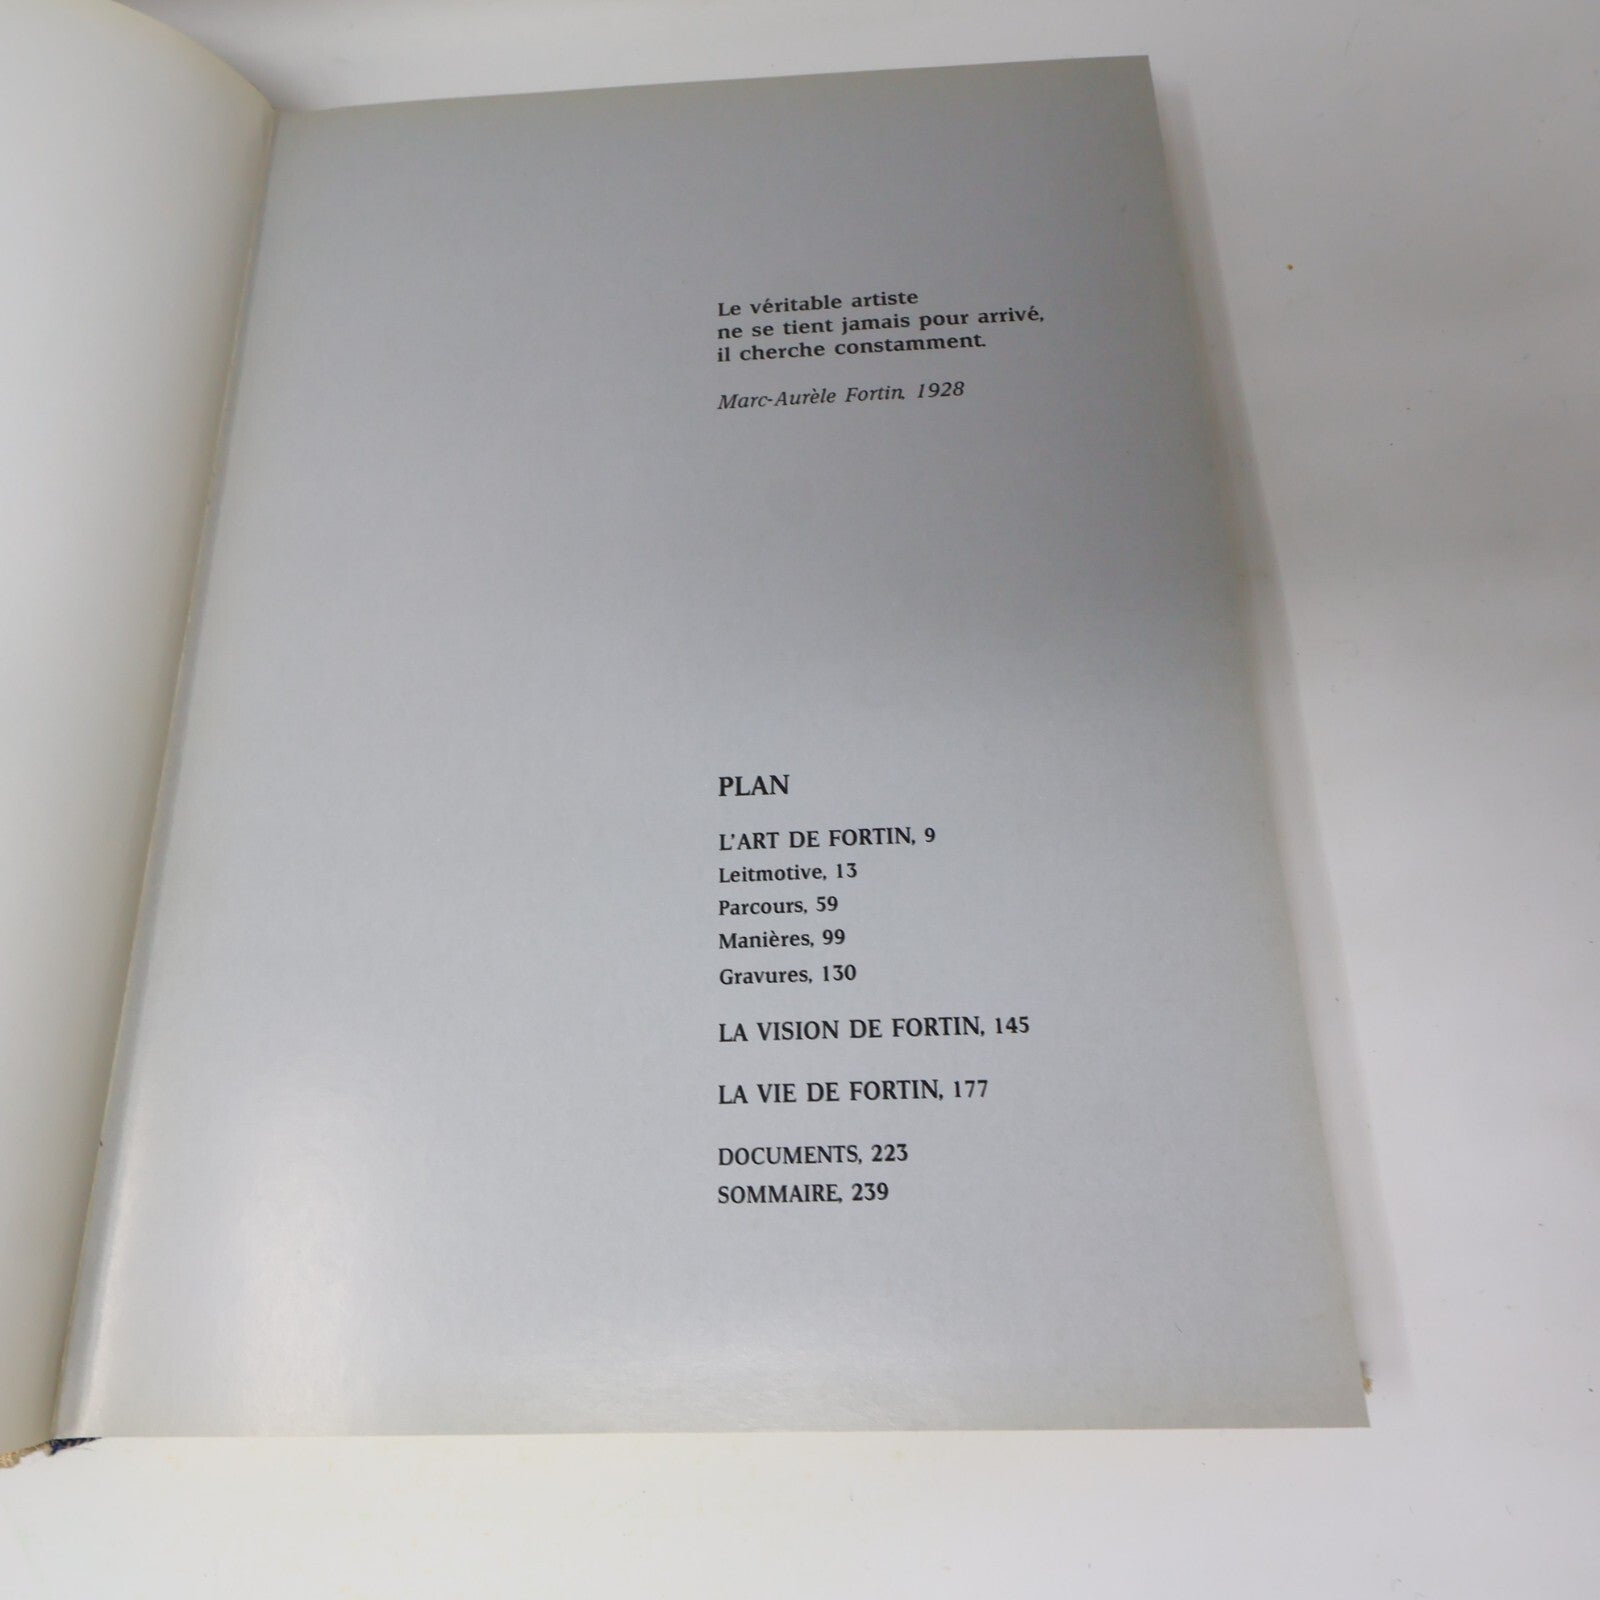 Le véritable artiste
ne se tient jamais pour arrivé,
il cherche constamment.
Marc-Aurèle Fortin, 1928
PLAN
L'ART DE FORTIN, 9
Leitmotive, 13
Parcours, 59
Manières, 99
Gravures, 130
LA VISION DE FORTIN, 145
LA VIE DE FORTIN, 177
DOCUMENTS, 223
SOMMAIRE, 239